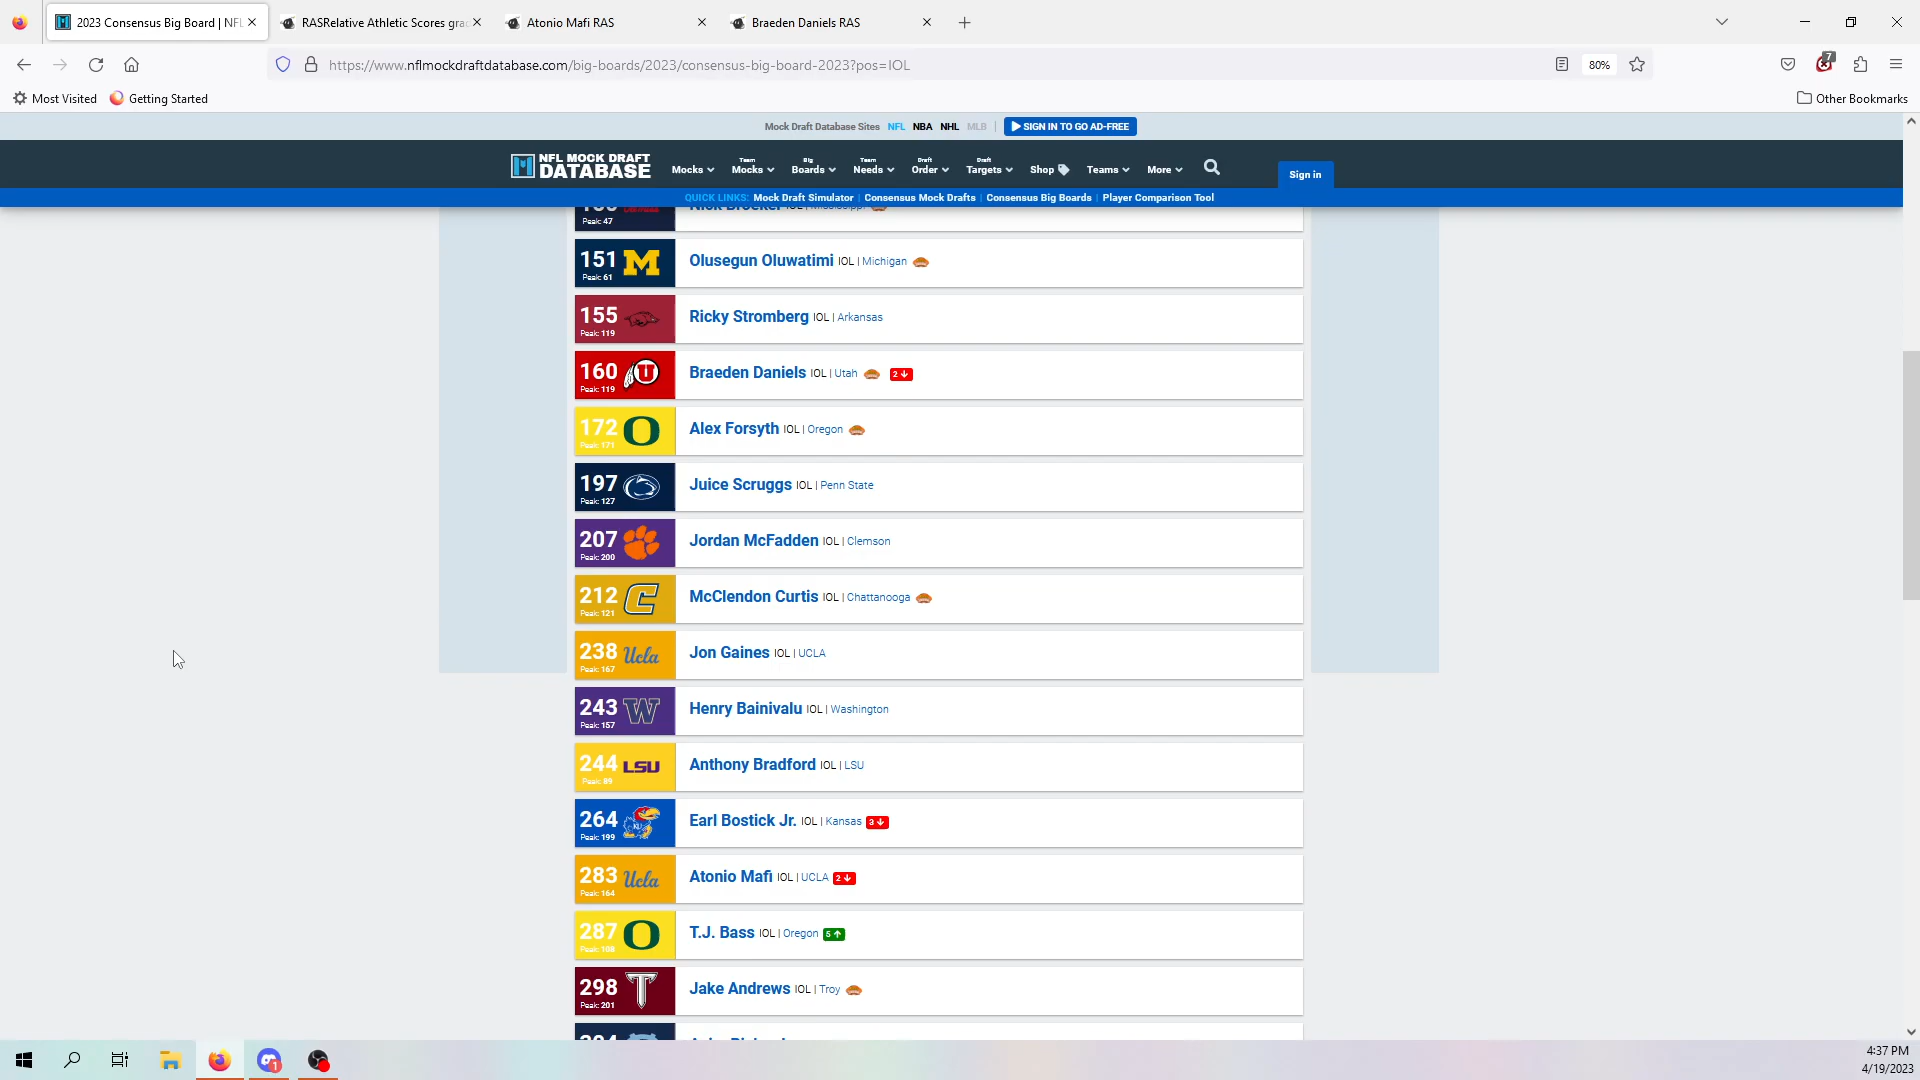 2023 Consensus Big Board | NFL
RASRelative Athletic Scores gra
Atonio Mafi RAS
Braeden Daniels RAS
https://www.nflmockdraftdatabase.com/big-boards/2023/consensus-big-board-2023?pos=IOL
80%
7
Most Visited
Getting Started
Other Bookmarks
Mock Draft Database Sites NFL NBA NHL MLB | SIGN IN TO GO AD-FREE
NFL MOCK DRAFT
DATABASE
Mocks
Team
Mocks
Big
Boards
Team
Needs
Draft
Order
Draft
Targets
Shop
Teams
More
Sign in
QUICK LINKS: Mock Draft Simulator | Consensus Mock Drafts | Consensus Big Boards | Player Comparison Tool
Peak: 47
151 M
Peak: 61
Olusegun Oluwatimi IOL | Michigan
155
Peak: 119
Ricky Stromberg IOL | Arkansas
160 U
Peak: 119
Braeden Daniels IOL | Utah 2
172 O
Peak: 171
Alex Forsyth IOL | Oregon
197
Peak: 127
Juice Scruggs IOL | Penn State
207
Peak: 200
Jordan McFadden IOL | Clemson
212 C
Peak: 121
McClendon Curtis IOL | Chattanooga
238 Ucla
Peak: 167
Jon Gaines IOL | UCLA
243 W
Peak: 157
Henry Bainivalu IOL | Washington
244 LSU
Peak: 89
Anthony Bradford IOL | LSU
264
Peak: 199
Earl Bostick Jr. IOL | Kansas 3
283 Ucla
Peak: 164
Atonio Mafi IOL | UCLA 2
287 O
Peak: 108
T.J. Bass IOL | Oregon 5
298 T
Peak: 201
Jake Andrews IOL | Troy
1
4:37 PM
4/19/2023